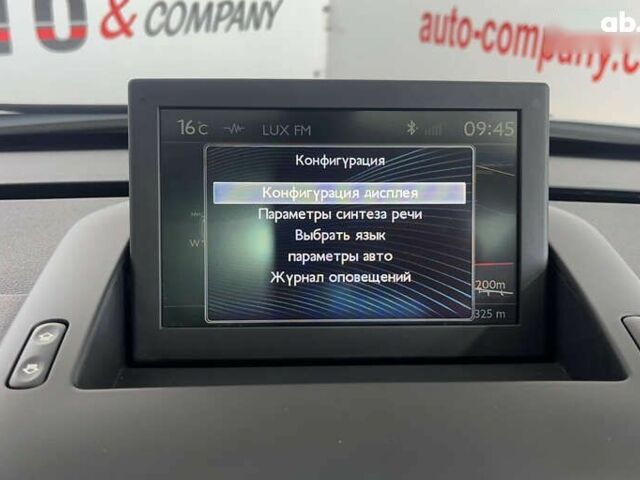 & COMPANY
auto-company.
ab.
16°C LUX FM 09:45
Конфигурация
Конфигурация дисплея
Параметры синтеза речи
Выбрать язык
параметры авто
Журнал оповещений
200m
325 m